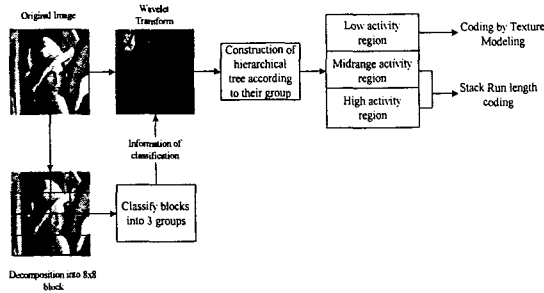 Original Image
Wavelet
Transform
Construction of
hierarchical
tree according
to their group
Low activity
region
Midrange activity
region
High activity
region
Coding by Texture
Modeling
Stack Run length
coding
Information of
classification
Classify blocks
into 3 groups
Decomposition into 8x8
block